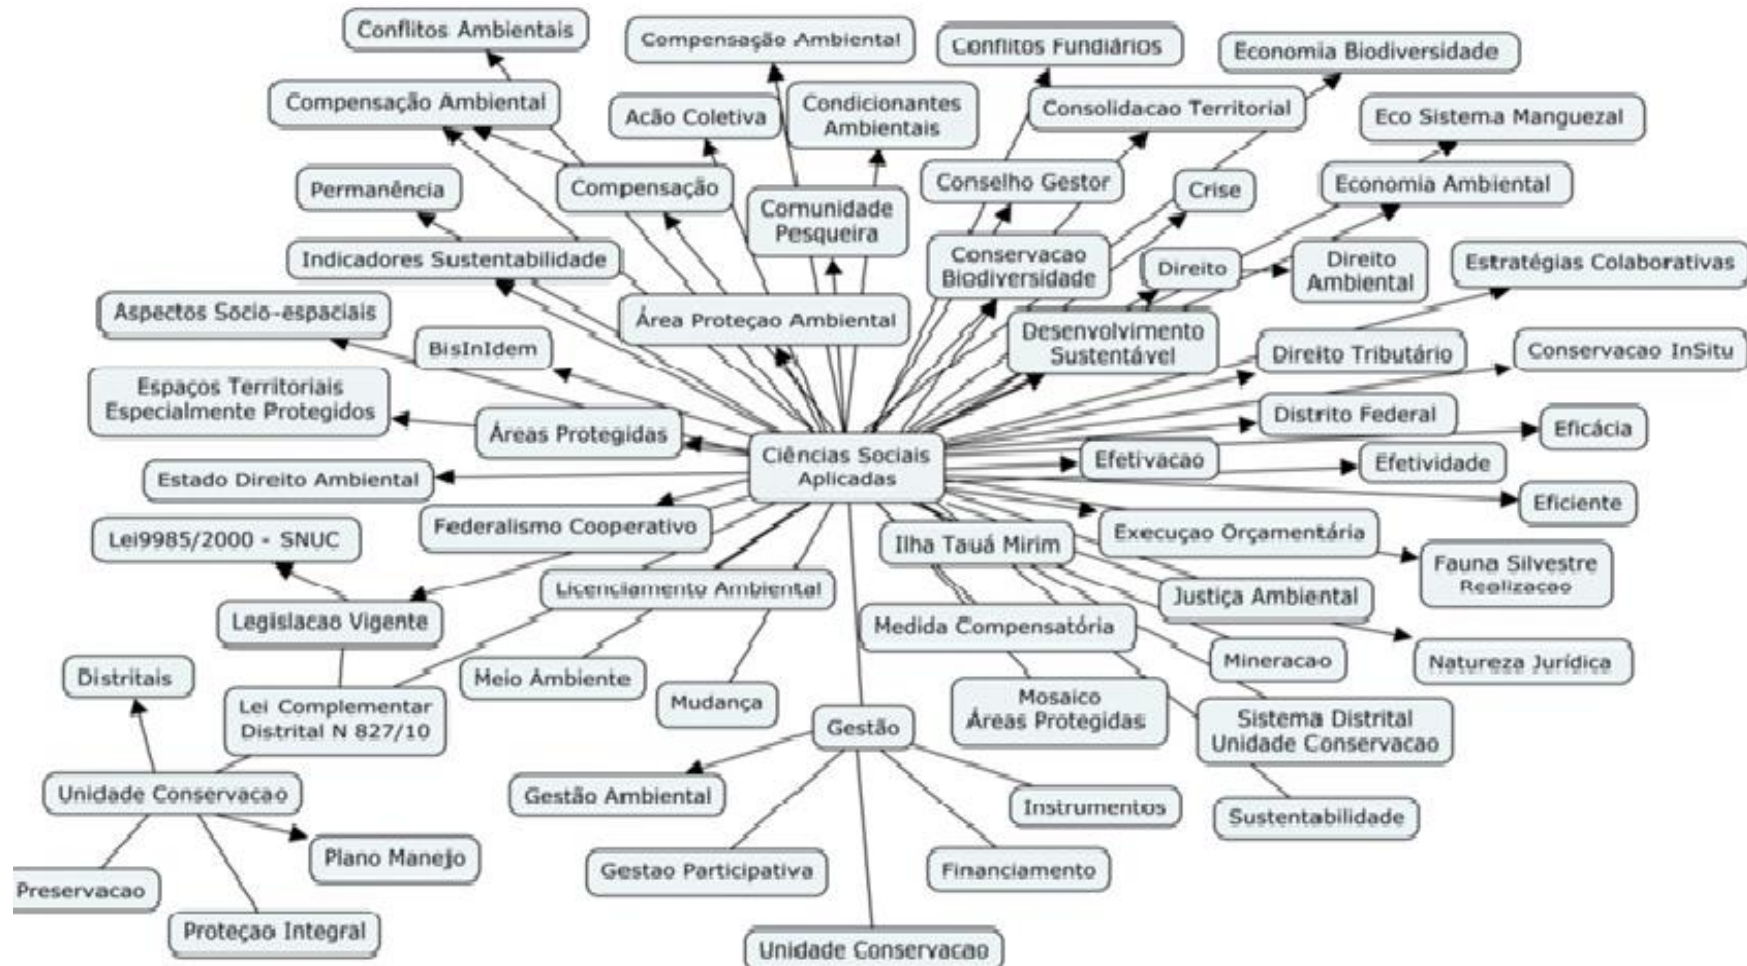 Conflitos Ambientais
Compensação Ambiental
Conflitos Fundiários
Economia Biodiversidade
Compensação Ambiental
Acão Coletiva
Condicionantes
Ambientais
Consolidacao Territorial
Eco Sistema Manguezal
Permanência
Compensação
Comunidade
Pesqueira
Conselho Gestor
Crise
Economia Ambiental
Indicadores Sustentabilidade
Conservacao
Biodiversidade
Direito
Direito
Ambiental
Estratégias Colaborativas
Aspectos Socio-espaciais
BisInIdem
Área Proteçao Ambiental
Desenvolvimento
Sustentável
Direito Tributário
Conservacao InSitu
Espaços Territoriais
Especialmente Protegidos
Áreas Protegidas
Ciências Sociais
Aplicadas
Distrito Federal
Eficácia
Estado Direito Ambiental
Efetivacao
Efetividade
Eficiente
Lei9985/2000 - SNUC
Federalismo Cooperativo
Ilha Tauá Mirim
Execuçao Orçamentária
Fauna Silvestre
Realizacao
Legislacao Vigente
Licenciamento Ambiental
Medida Compensatória
Justiça Ambiental
Natureza Jurídica
Distritais
Lei Complementar
Distrital N 827/10
Meio Ambiente
Mudança
Gestão
Mosaico
Áreas Protegidas
Mineracao
Sistema Distrital
Unidade Conservacao
Unidade Conservacao
Gestão Ambiental
Instrumentos
Sustentabilidade
Preservacao
Plano Manejo
Gestao Participativa
Financiamento
Proteçao Integral
Unidade Conservacao